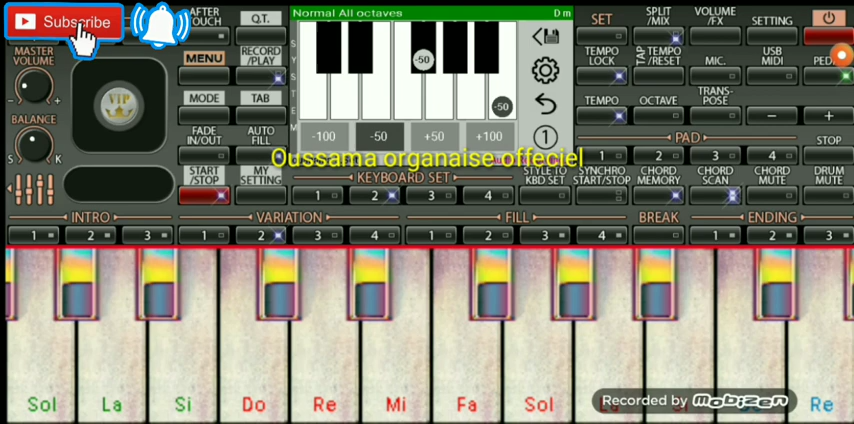 Subscribe
AFTER
TOUCH
Q.T.
Normal All octaves
D m
SET
SPLIT
/MIX
VOLUME
/FX
SETTING
MASTER
VOLUME
MENU
RECORD
/PLAY
SYSTEM
-50
-50
TEMPO
LOCK
TAP TEMPO
/RESET
MIC.
USB
MIDI
VIP
MODE
TAB
TEMPO
OCTAVE
TRANS-
POSE
BALANCE
S K
FADE
IN/OUT
AUTO
FILL
-100
-50
+50
+100
1
PAD
STOP
1 2 3 4
Oussama organaise offeciel
START
/STOP
MY
SETTING
KEYBOARD SET
1 2 3 4
STYLE TO
KBD SET
SYNCHRO
START/STOP
CHORD
MEMORY
CHORD
SCAN
CHORD
MUTE
DRUM
MUTE
INTRO
VARIATION
FILL
BREAK
ENDING
1 2 3
1 2 3 4
1 2 3 4
1 2 3
Sol La Si Do Re Mi Fa Sol
Re
Recorded by mobizen